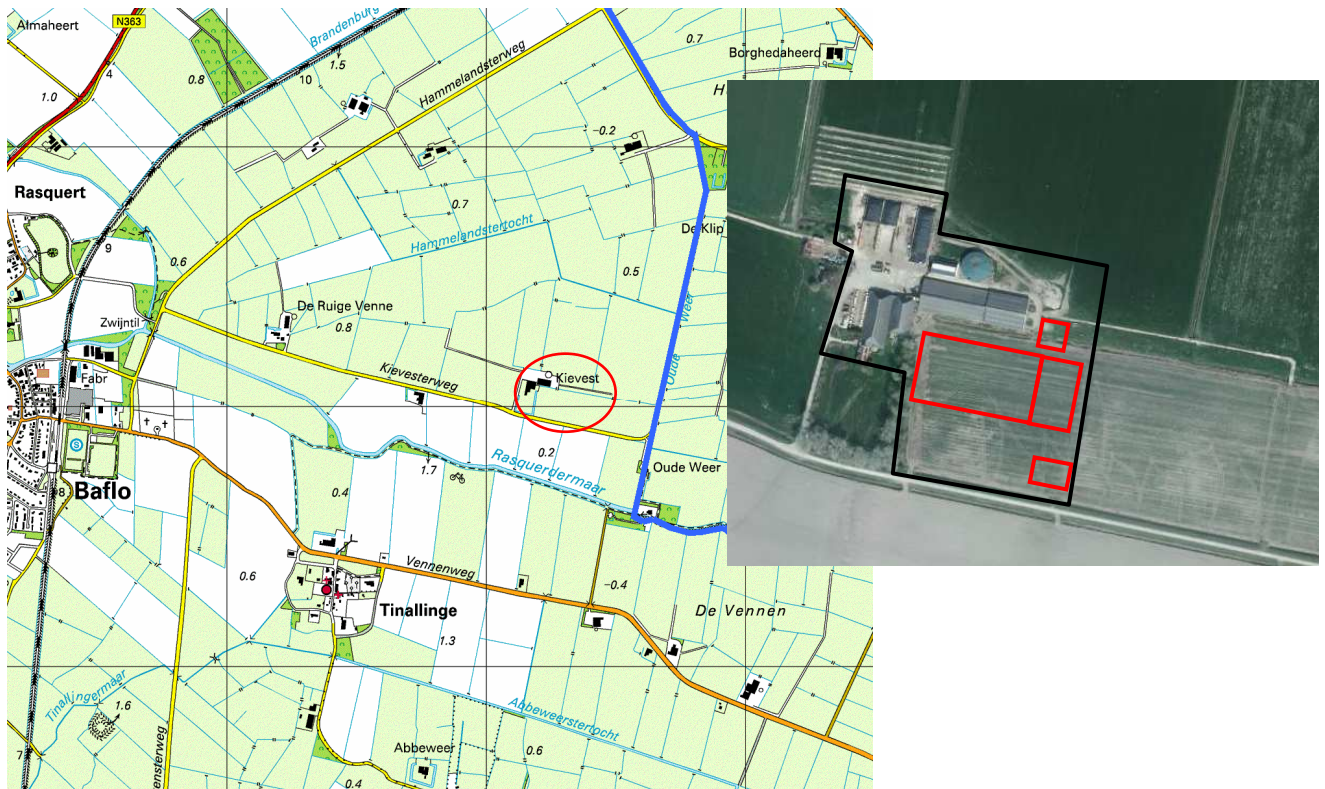 Almaheert
N363
Brandenburg
4
1.0
0.8
10
1.5
Hammelandsterweg
0.7
Borghedaheerd
H
-0.2
Rasquert
9
0.6
0.7
Hammelandstertocht
De Klip
0.5
De Ruige Venne
0.8
Zwijntil
Oude Weer
Kievesterweg
Kievest
Fabr
S
1.7
Rasquerdermaar
0.2
Oude Weer
8
Baflo
0.4
0.6
Vennenweg
-0.4
De Vennen
Tinallinge
1.3
Tinallingermaar
1.6
Abbeweerstertocht
0.6
Abbeweer
7
ensterweg
0.4